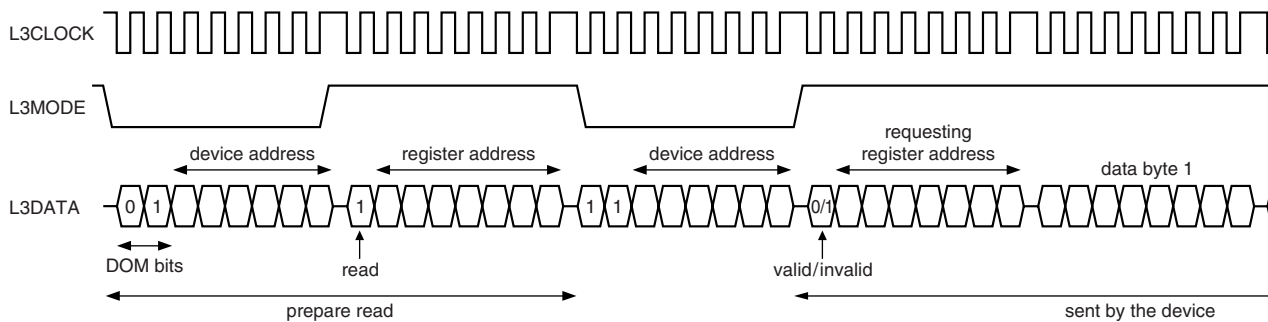 L3CLOCK
L3MODE
requesting
device address register address device address register address data byte 1
L3DATA 0 1 1 1 1 0/1
DOM bits read valid/invalid
prepare read sent by the device